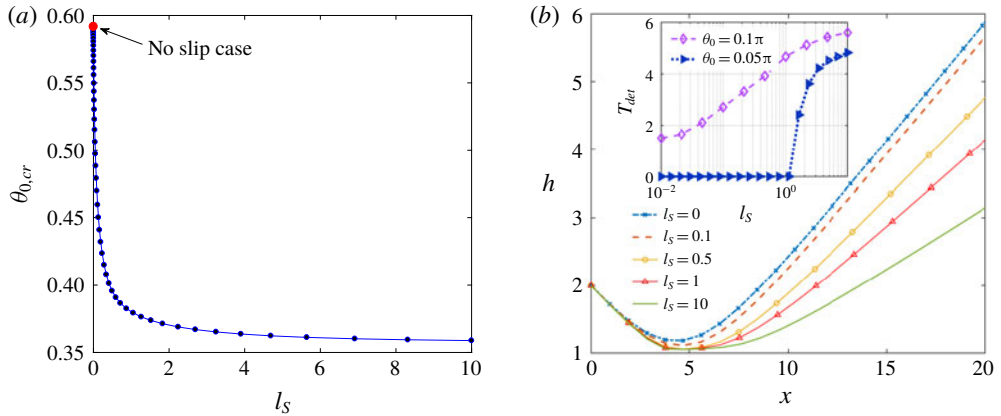 (a)
0.60
0.55
0.50
0.45
0.40
0.35
θ0,cr
No slip case
0
2
4
6
8
10
lS
(b)
6
5
4
3
2
1
h
6
4
2
0
Tdet
θ0 = 0.1π
θ0 = 0.05π
10−2
100
lS
lS = 0
lS = 0.1
lS = 0.5
lS = 1
lS = 10
0
5
10
15
20
x